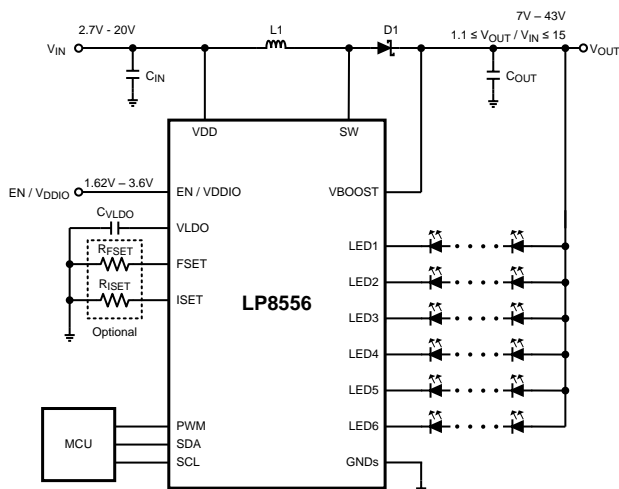 7V – 43V
2.7V - 20V
L1
D1
1.1 ≤ VOUT / VIN ≤ 15
VIN
VOUT
CIN
COUT
VDD
SW
EN / VDDIO
1.62V – 3.6V
EN / VDDIO
VBOOST
CVLDO
VLDO
RFSET
FSET
LED1
RISET
ISET
LED2
Optional
LP8556
LED3
LED4
LED5
LED6
MCU
PWM
SDA
SCL
GNDs